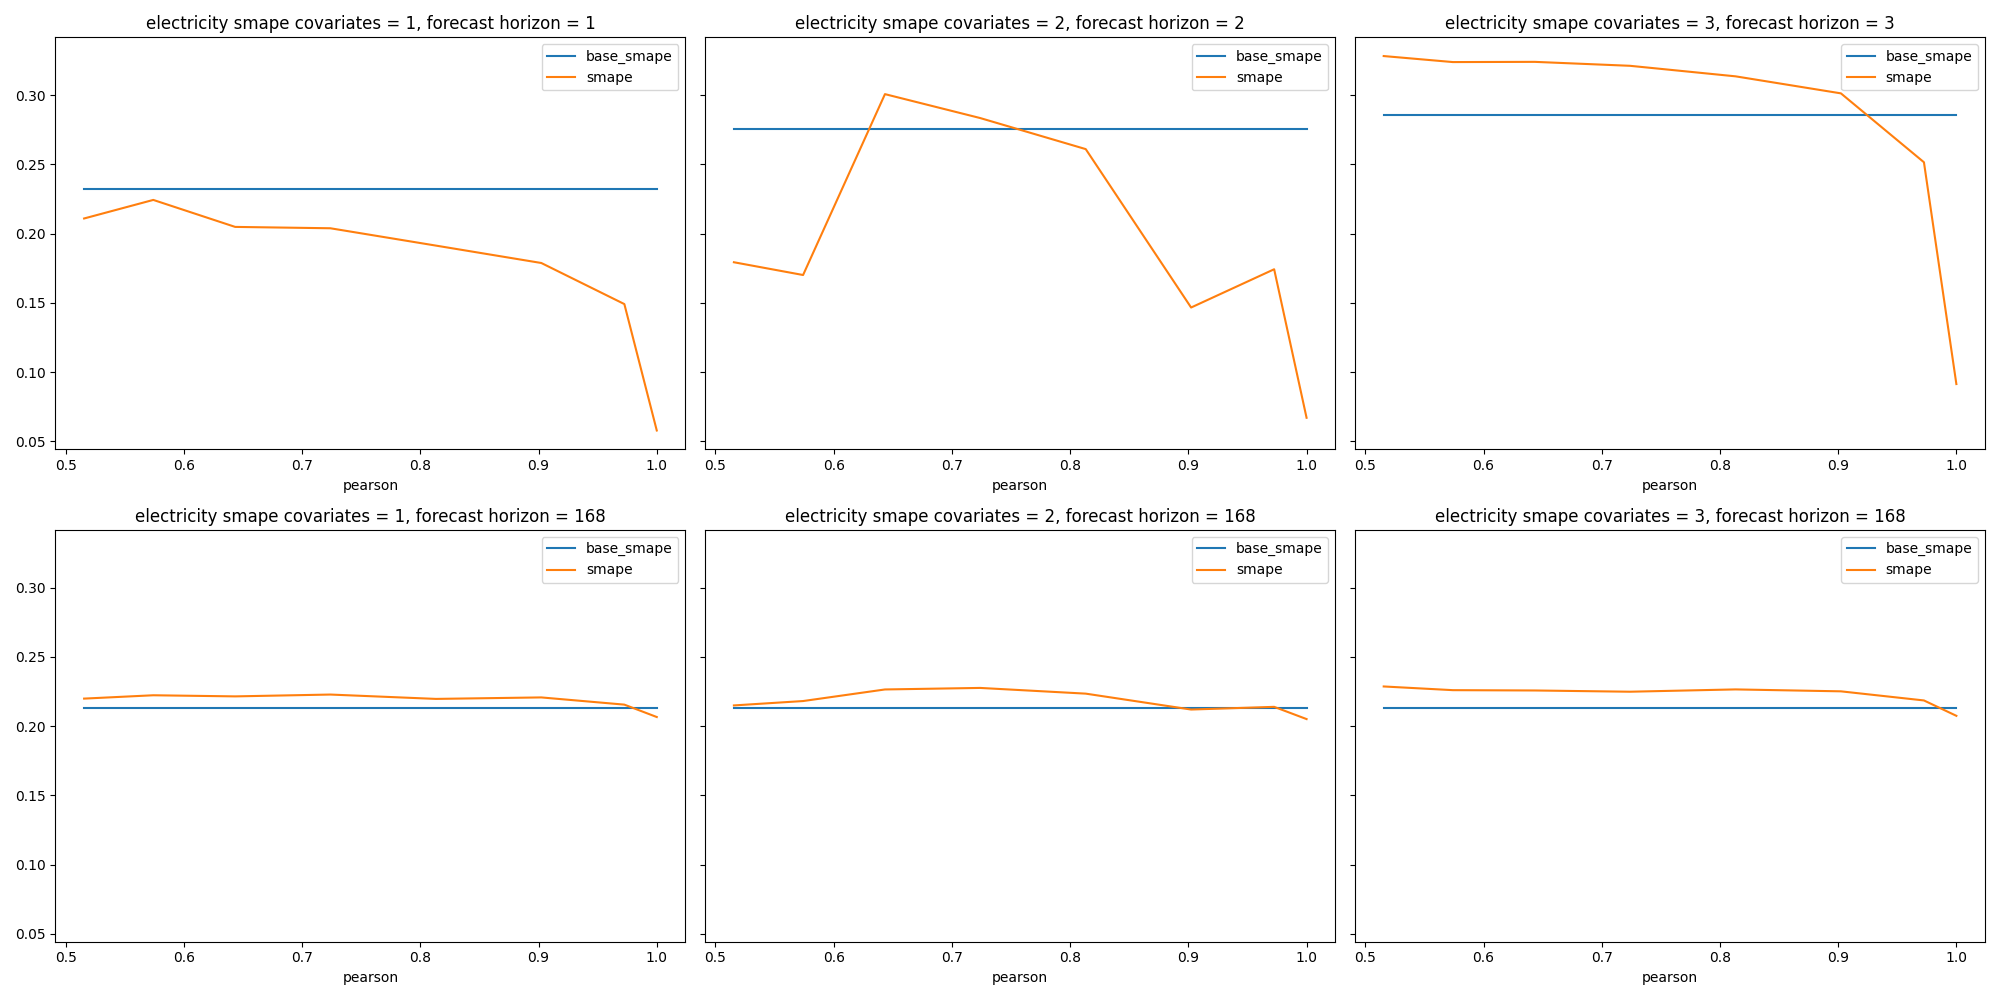 electricity smape covariates = 1, forecast horizon = 1
base_smape
smape
0.30
0.25
0.20
0.15
0.10
0.05
0.5 0.6 0.7 0.8 0.9 1.0
pearson
electricity smape covariates = 2, forecast horizon = 2
base_smape
smape
0.5 0.6 0.7 0.8 0.9 1.0
pearson
electricity smape covariates = 3, forecast horizon = 3
base_smape
smape
0.5 0.6 0.7 0.8 0.9 1.0
pearson
electricity smape covariates = 1, forecast horizon = 168
base_smape
smape
0.30
0.25
0.20
0.15
0.10
0.05
0.5 0.6 0.7 0.8 0.9 1.0
pearson
electricity smape covariates = 2, forecast horizon = 168
base_smape
smape
0.5 0.6 0.7 0.8 0.9 1.0
pearson
electricity smape covariates = 3, forecast horizon = 168
base_smape
smape
0.5 0.6 0.7 0.8 0.9 1.0
pearson